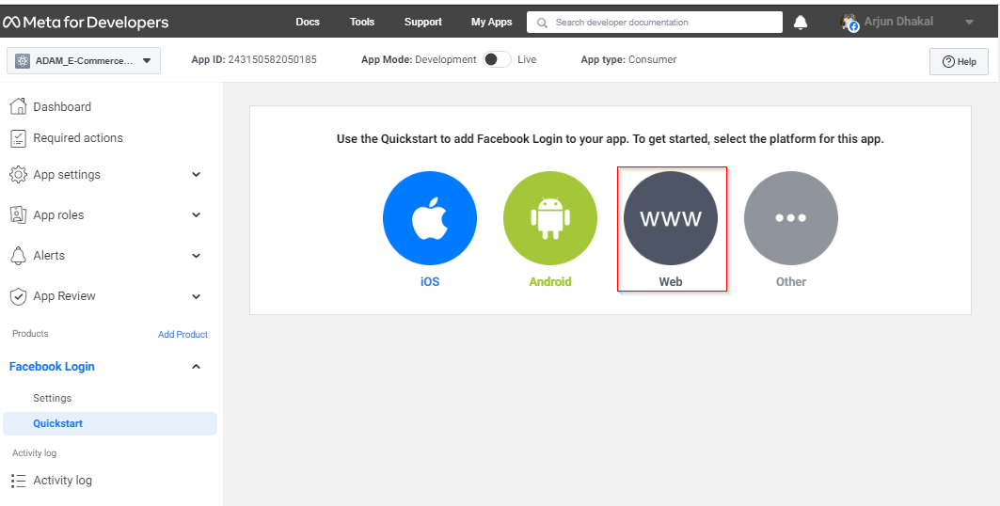 Meta for Developers Docs Tools Support My Apps Search developer documentation Arjun Dhakal
ADAM_E-Commerce... App ID: 243150582050185 App Mode: Development Live App type: Consumer Help
Dashboard
Required actions
App settings
App roles
Alerts
App Review
Products Add Product
Facebook Login
Settings
Quickstart
Activity log
Activity log
Use the Quickstart to add Facebook Login to your app. To get started, select the platform for this app.
www
iOS Android Web Other